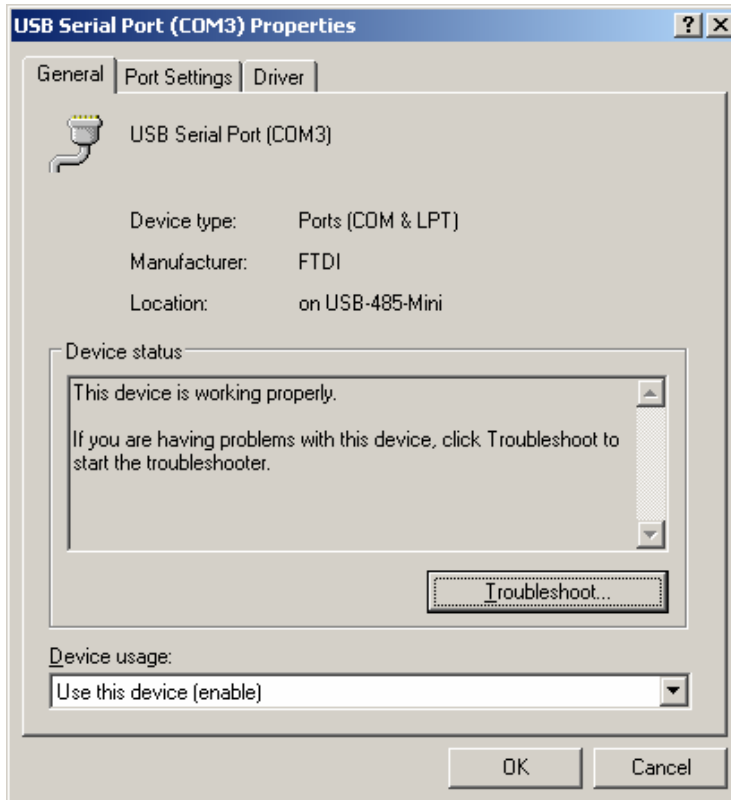 USB Serial Port (COM3) Properties
General Port Settings Driver
USB Serial Port (COM3)
Device type: Ports (COM & LPT)
Manufacturer: FTDI
Location: on USB-485-Mini
Device status
This device is working properly.
If you are having problems with this device, click Troubleshoot to
start the troubleshooter.
Troubleshoot...
Device usage:
Use this device (enable)
OK Cancel